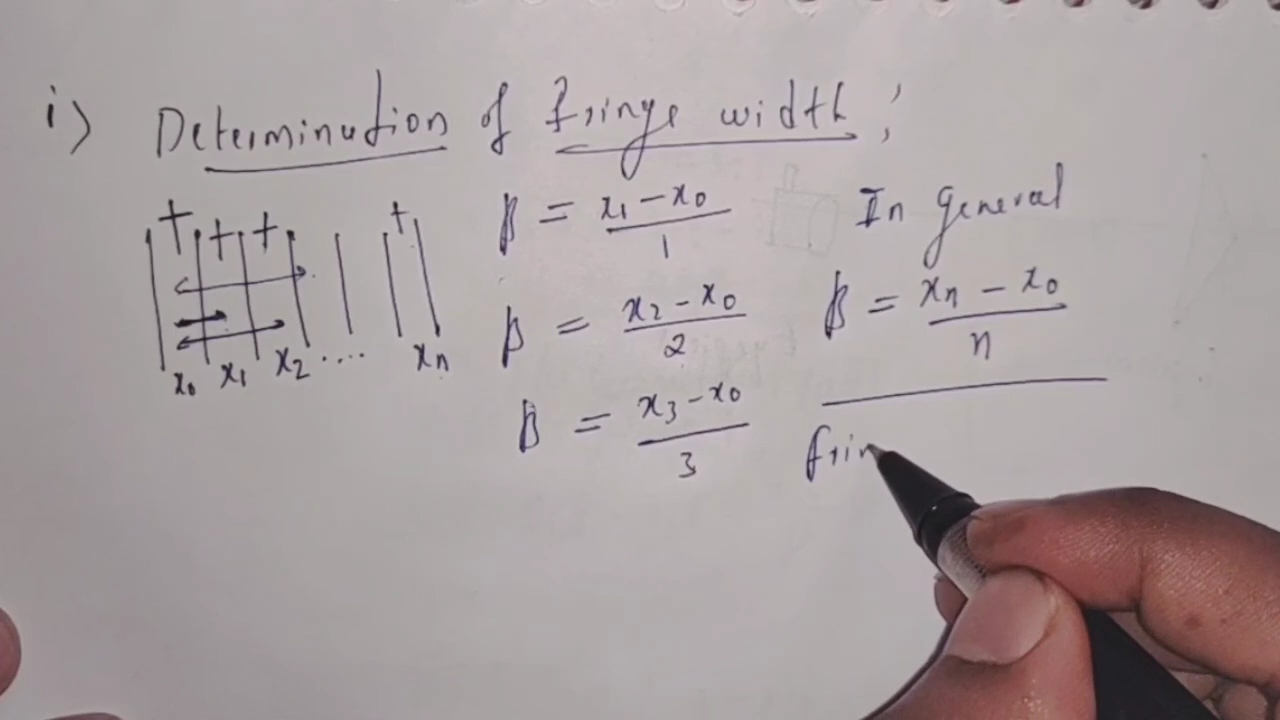 i) Determination of fringe width :
β = x₁ - x₀ / 1
β = x₂ - x₀ / 2
β = x₃ - x₀ / 3
x₀ x₁ x₂ .... xₙ
In general
β = xₙ - x₀ / n
frin